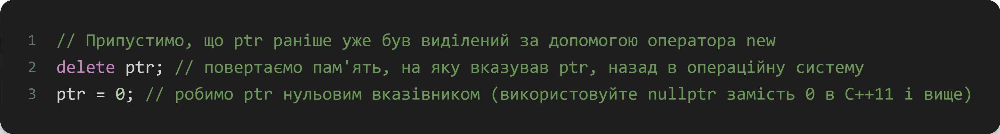 1 // Припустимо, що ptr раніше уже був виділений за допомогою оператора new
2 delete ptr; // повертаємо пам'ять, на яку вказував ptr, назад в операційну систему
3 ptr = 0; // робимо ptr нульовим вказівником (використовуйте nullptr замість 0 в C++11 і вище)